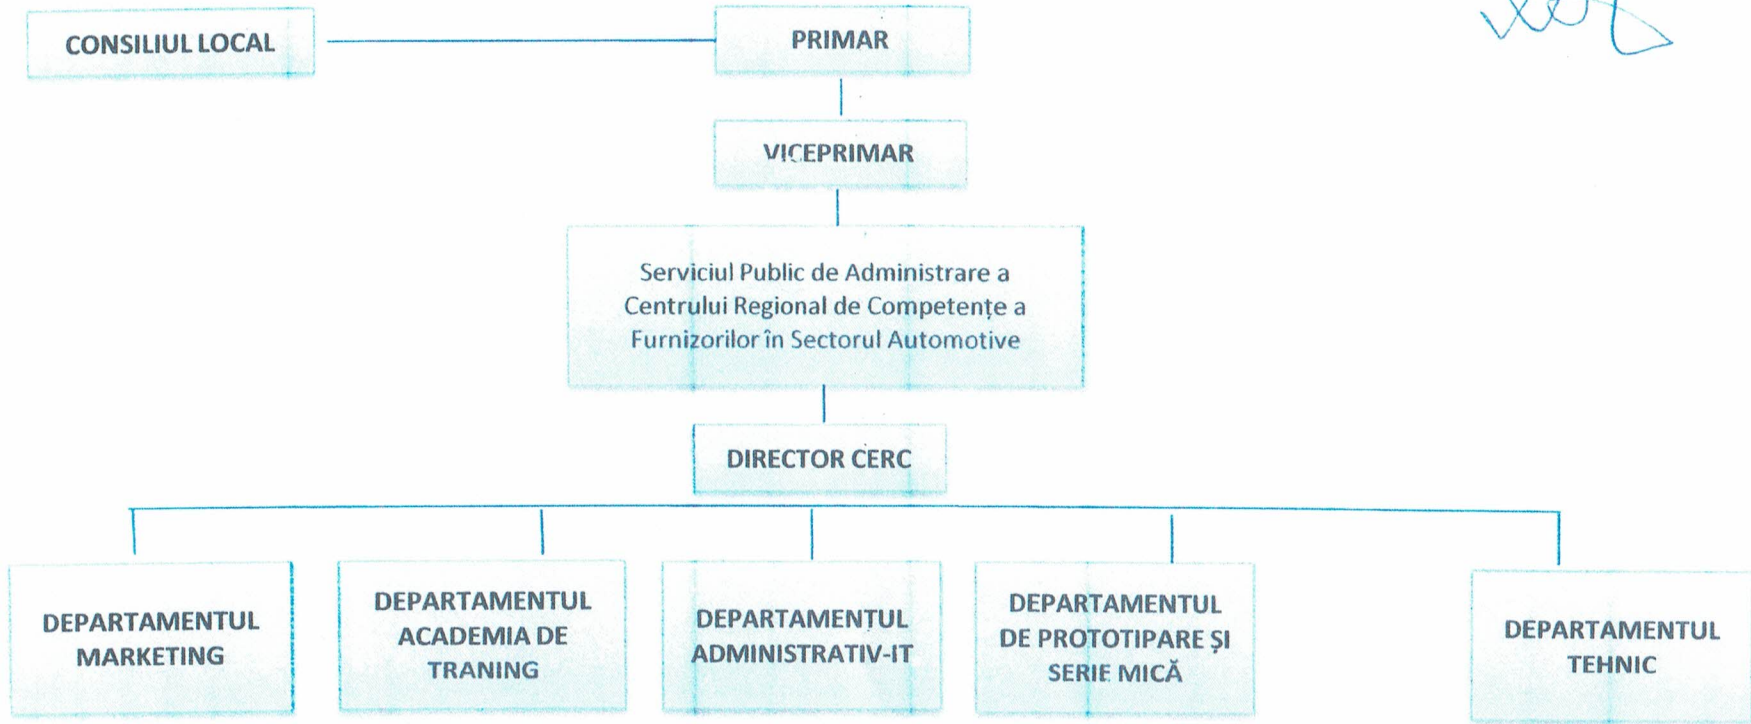 CONSILIUL LOCAL
PRIMAR
VICEPRIMAR
Serviciul Public de Administrare a
Centrului Regional de Competențe a
Furnizorilor în Sectorul Automotive
DIRECTOR CERC
DEPARTAMENTUL
MARKETING
DEPARTAMENTUL
ACADEMIA DE
TRANING
DEPARTAMENTUL
ADMINISTRATIV-IT
DEPARTAMENTUL
DE PROTOTIPARE ȘI
SERIE MICĂ
DEPARTAMENTUL
TEHNIC